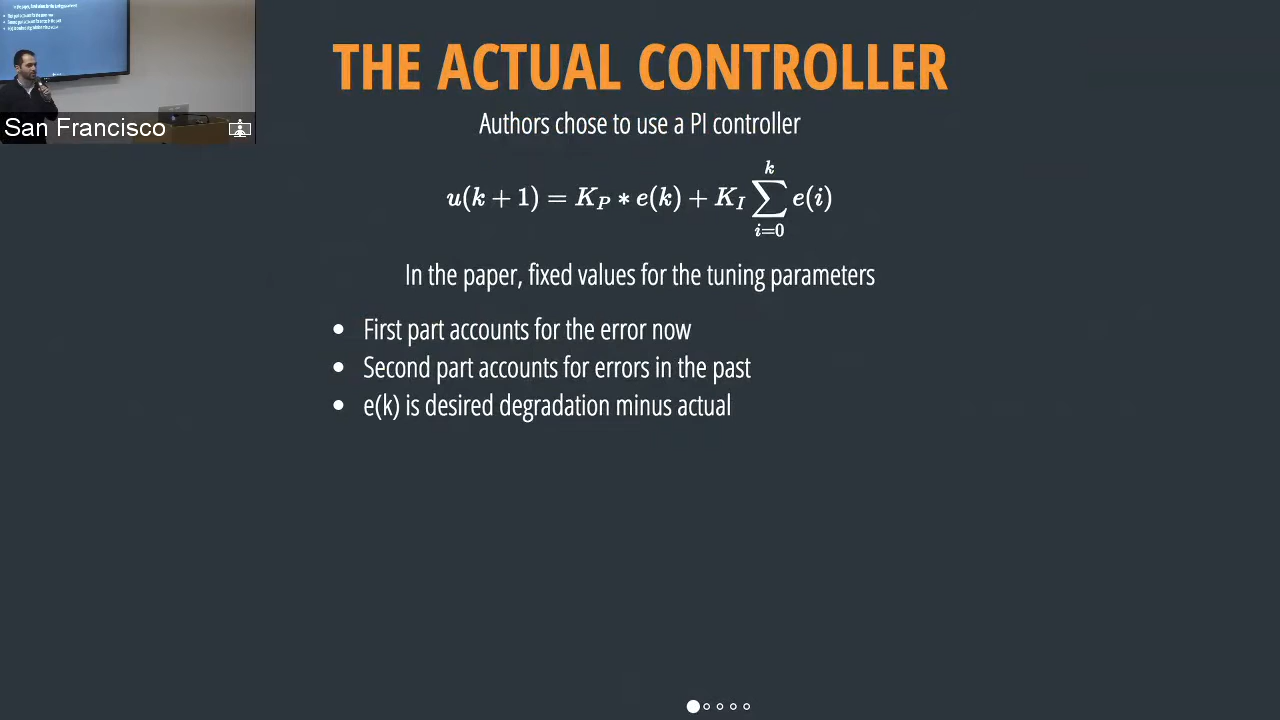 THE ACTUAL CONTROLLER
Authors chose to use a PI controller
u(k + 1) = K_P * e(k) + K_I \sum_{i=0}^{k} e(i)
In the paper, fixed values for the tuning parameters
• First part accounts for the error now
• Second part accounts for errors in the past
• e(k) is desired degradation minus actual
San Francisco